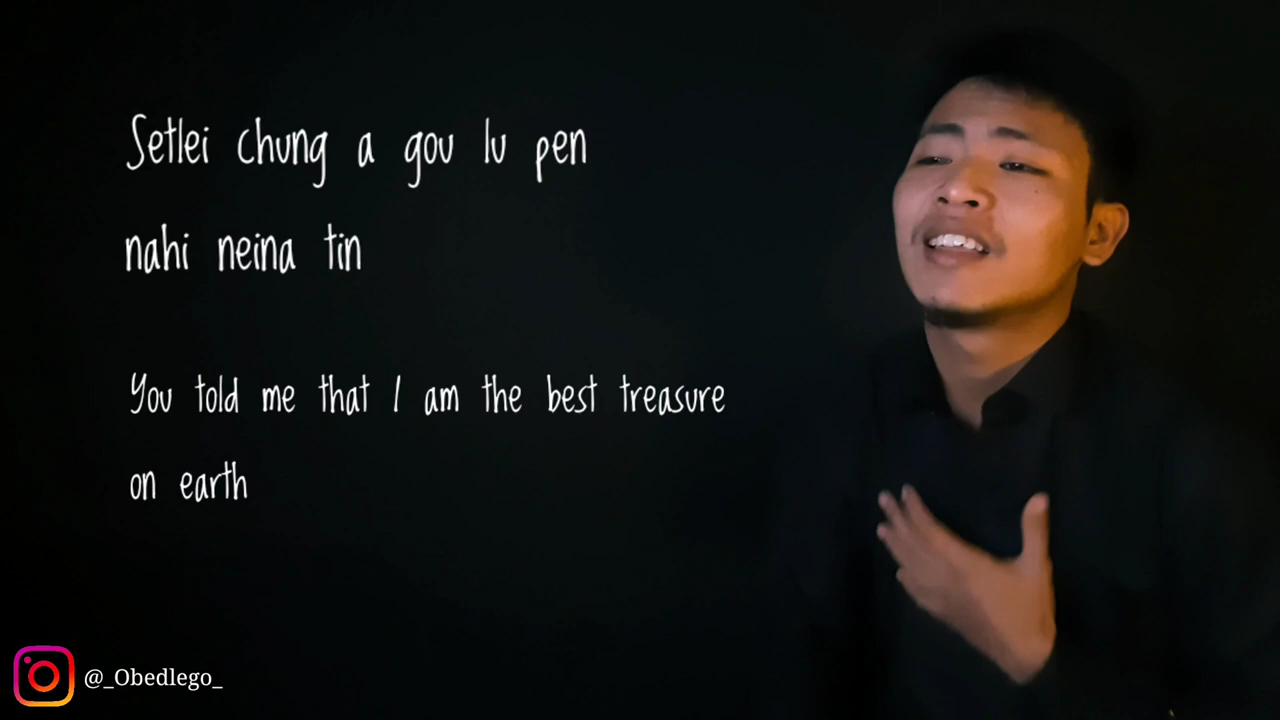 Setlei chung a gou lu pen
nahi neina tin
You told me that I am the best treasure
on earth
@_Obedlego_